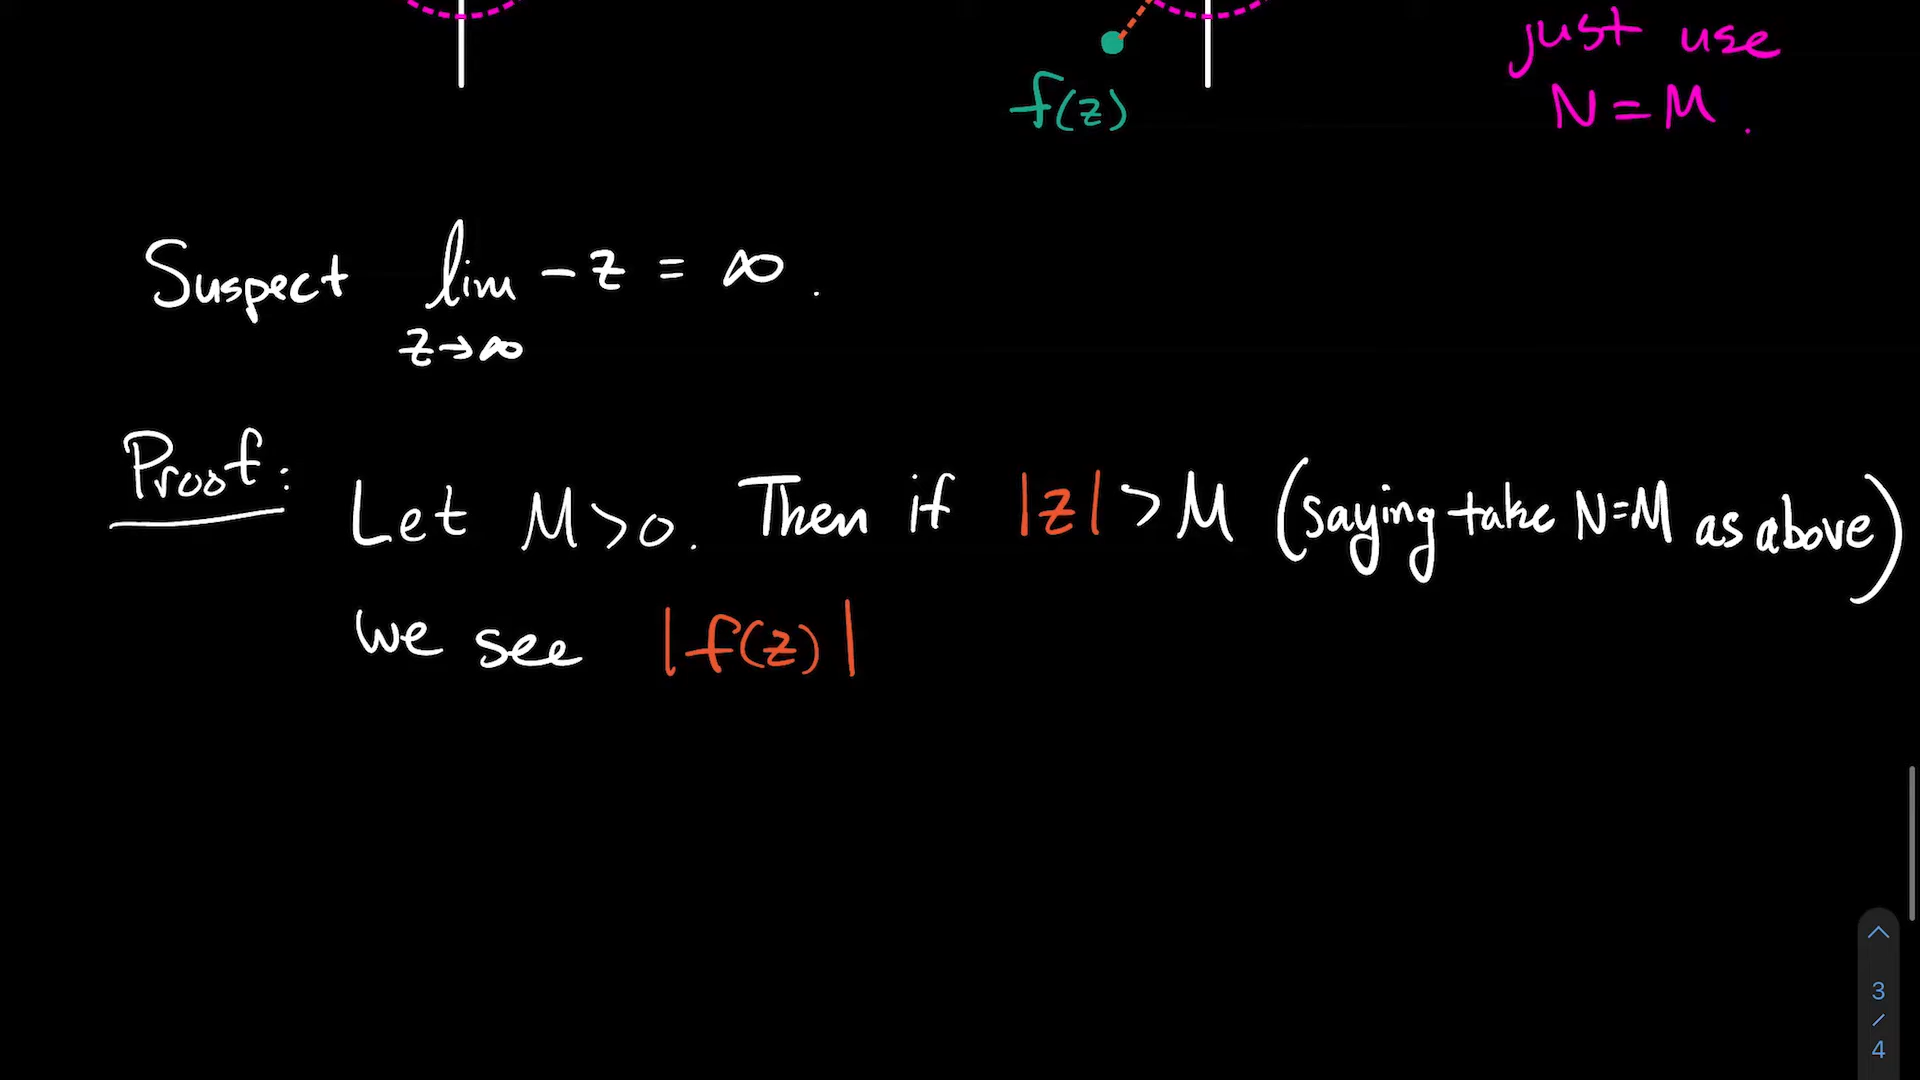 just use
N = M.
f(z)
Suspect lim -z = ∞.
z→∞
Proof: Let M>0. Then if |z| > M (saying take N=M as above)
we see |f(z)|
3
/
4